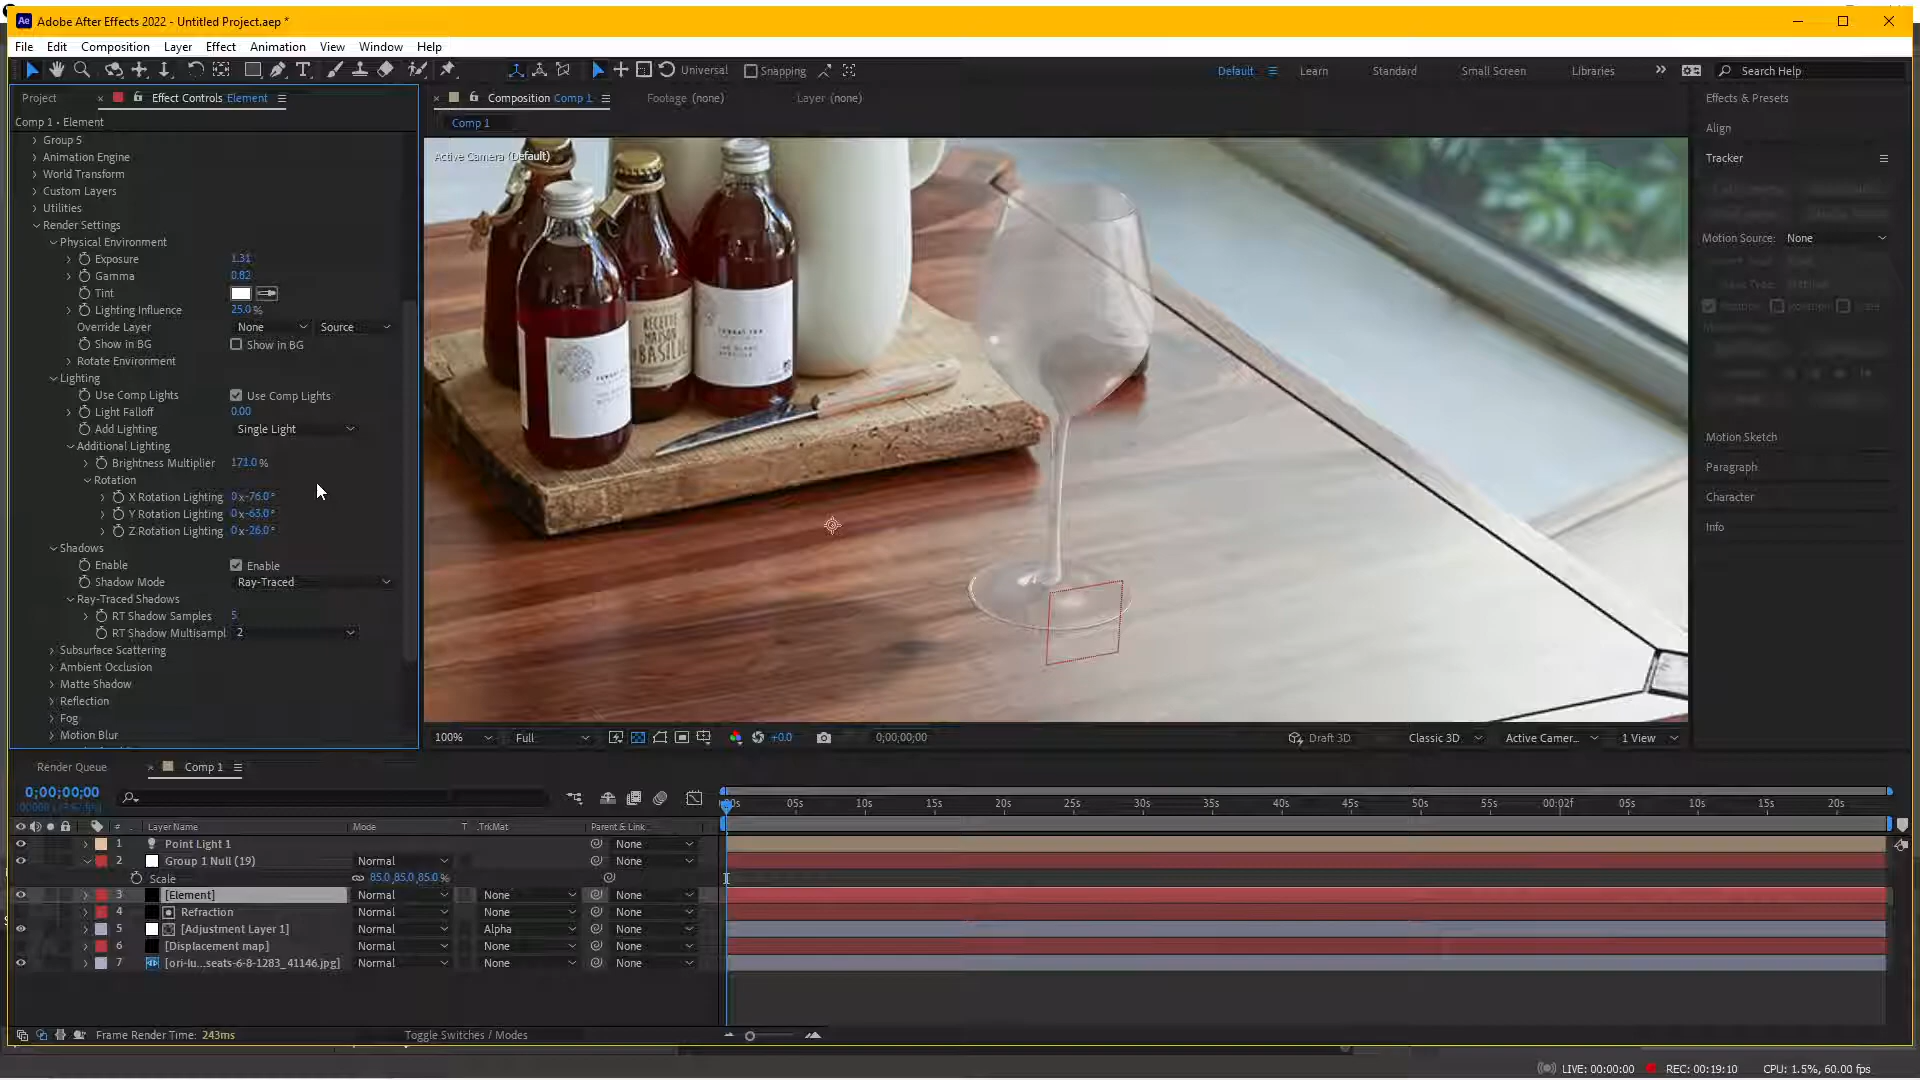 Adobe After Effects 2022 - Untitled Project.aep *
File Edit Composition Layer Effect Animation View Window Help
Universal Snapping Default Learn Standard Small Screen Libraries Search Help
Project Effect Controls Element
Comp 1 • Element
Group 5
Animation Engine
World Transform
Custom Layers
Utilities
Render Settings
Physical Environment
Exposure 1.31
Gamma 0.82
Tint
Lighting Influence 25.0 %
Override Layer None Source
Show in BG Show in BG
Rotate Environment
Lighting
Use Comp Lights Use Comp Lights
Light Falloff 0.00
Add Lighting Single Light
Additional Lighting
Brightness Multiplier 171.0 %
Rotation
X Rotation Lighting 0 x-76.0 °
Y Rotation Lighting 0 x-63.0 °
Z Rotation Lighting 0 x-26.0 °
Shadows
Enable Enable
Shadow Mode Ray-Traced
Ray-Traced Shadows
RT Shadow Samples 5
RT Shadow Multisampl 2
Subsurface Scattering
Ambient Occlusion
Matte Shadow
Reflection
Fog
Motion Blur
Composition Comp 1 Footage (none) Layer (none)
Comp 1
Active Camera (Default)
RECETTE
MAISON
BASILIC
100% Full +0.0 0;00;00;00 Draft 3D Classic 3D Active Camer... 1 View
Effects & Presets
Align
Tracker
Motion Source: None
Motion Sketch
Paragraph
Character
Info
Render Queue Comp 1
0;00;00;00
05s 10s 15s 20s 25s 30s 35s 40s 45s 50s 55s 00:02f 05s 10s 15s 20s
# Layer Name Mode T .TrkMat Parent & Link
1 Point Light 1 None
2 Group 1 Null (19) Normal None
Scale 85.0,85.0,85.0 %
3 [Element] Normal None None
4 Refraction Normal None None
5 [Adjustment Layer 1] Normal Alpha None
6 [Displacement map] Normal None None
7 [ori-lu...seats-6-8-1283_41146.jpg] Normal None None
Frame Render Time: 243ms Toggle Switches / Modes
LIVE: 00:00:00 REC: 00:19:10 CPU: 1.5%, 60.00 fps